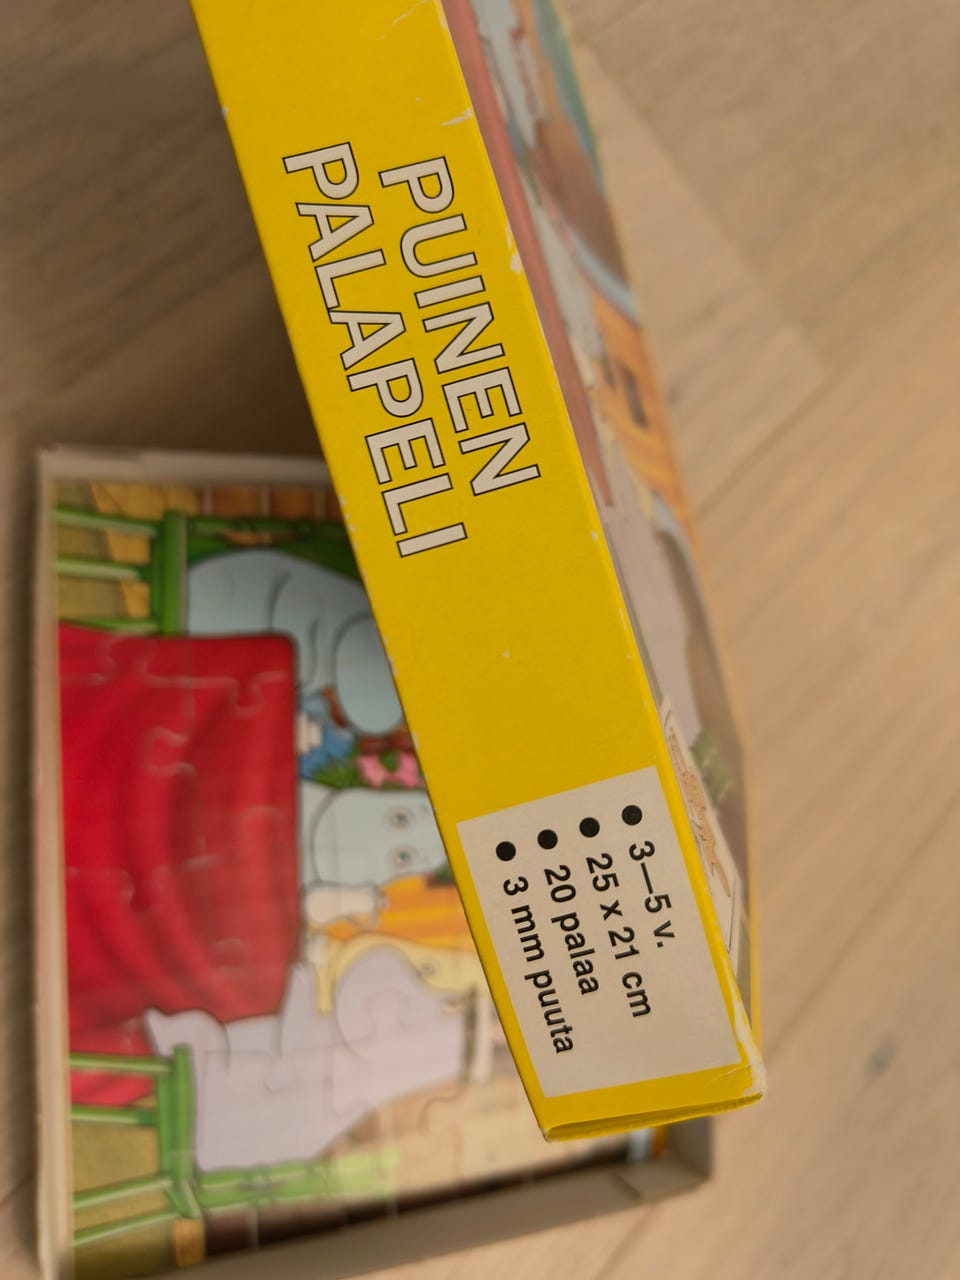 PUINEN
PALAPELI
● 3—5 v.
● 25 x 21 cm
● 20 palaa
● 3 mm puuta